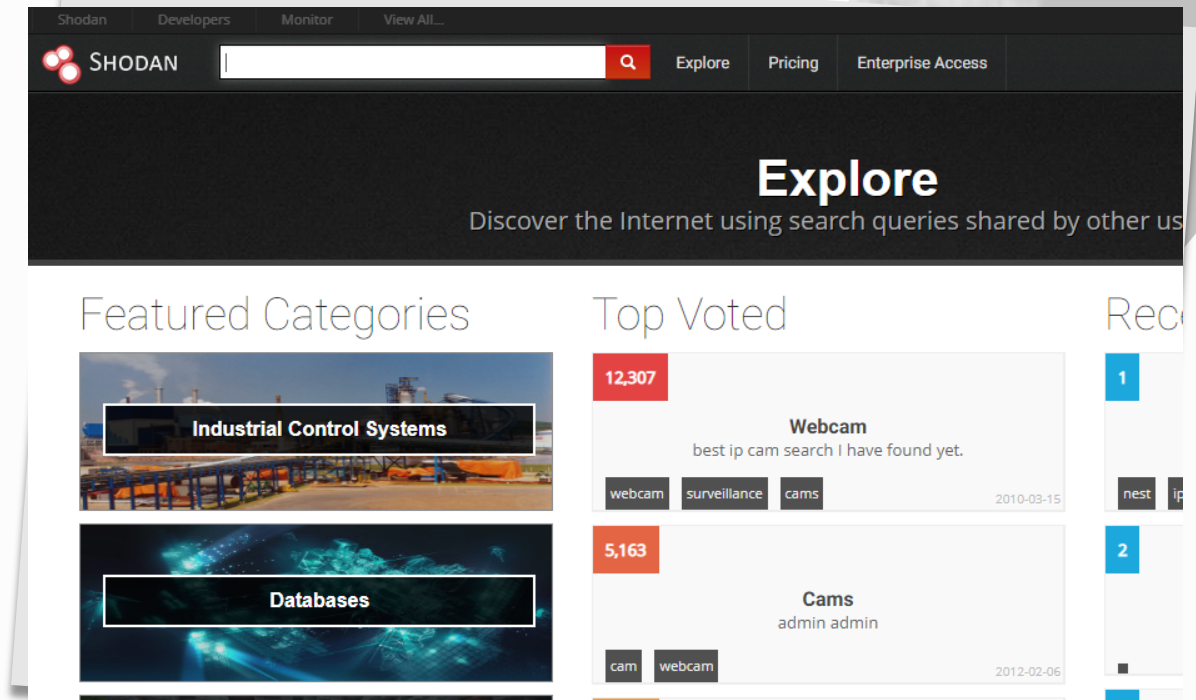 Shodan Developers Monitor View All...
SHODAN Explore Pricing Enterprise Access
Explore
Discover the Internet using search queries shared by other us
Featured Categories
Industrial Control Systems
Databases
Top Voted
12,307
Webcam
best ip cam search I have found yet.
webcam surveillance cams 2010-03-15
5,163
Cams
admin admin
cam webcam 2012-02-06
Rece
1
nest ip
2